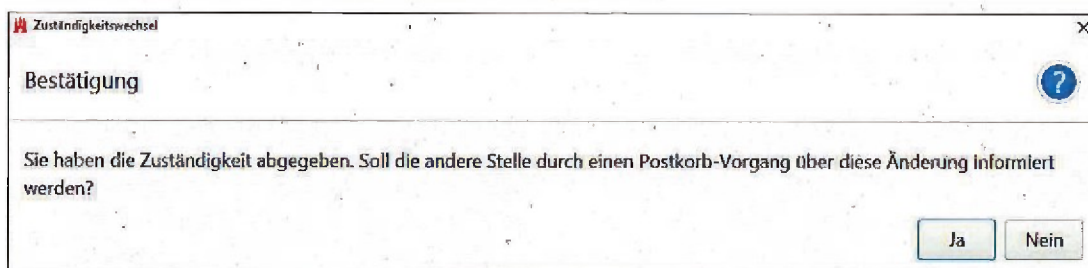 Zuständigkeitswechsel
Bestätigung
?
Sie haben die Zuständigkeit abgegeben. Soll die andere Stelle durch einen Postkorb-Vorgang über diese Änderung informiert
werden?
Ja Nein